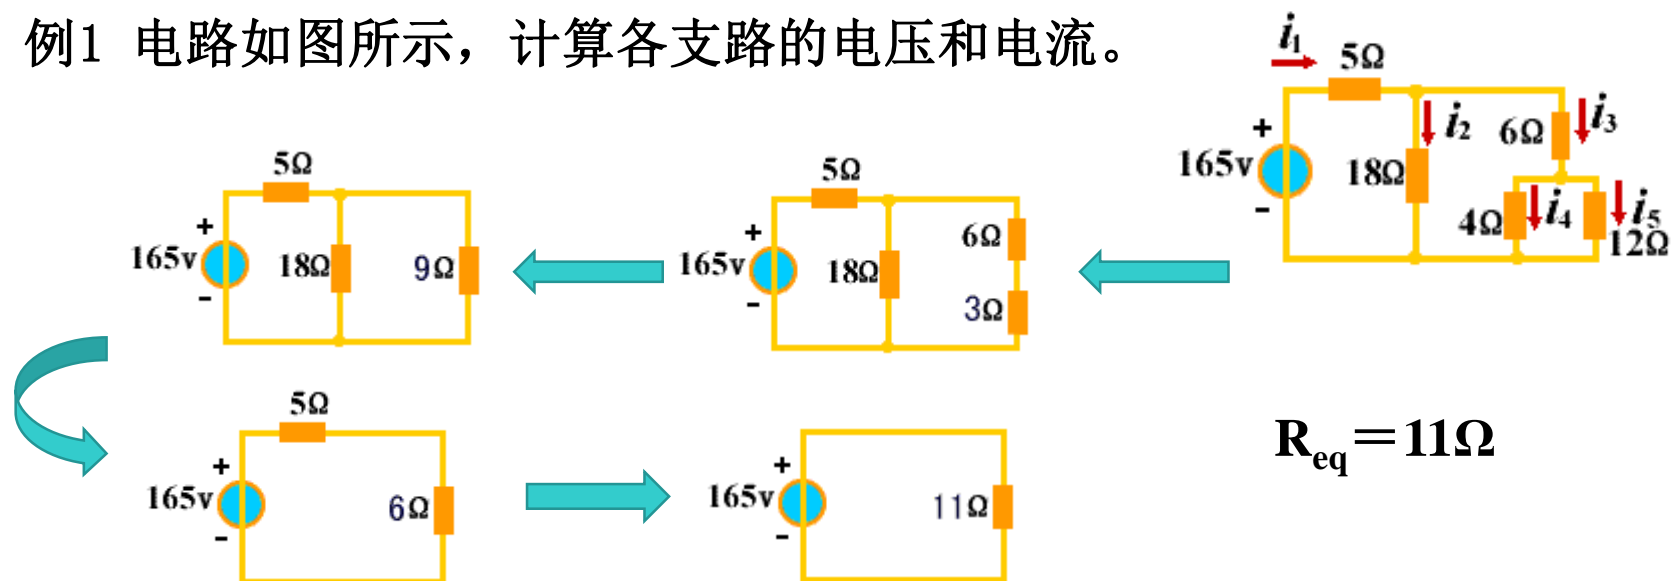 例1 电路如图所示，计算各支路的电压和电流。
i1
5Ω
+
165v
-
18Ω
i2
6Ω
i3
4Ω
i4
i5
12Ω
5Ω
+
165v
-
18Ω
6Ω
3Ω
5Ω
+
165v
-
18Ω
9Ω
5Ω
+
165v
-
6Ω
+
165v
-
11Ω
Req＝11Ω